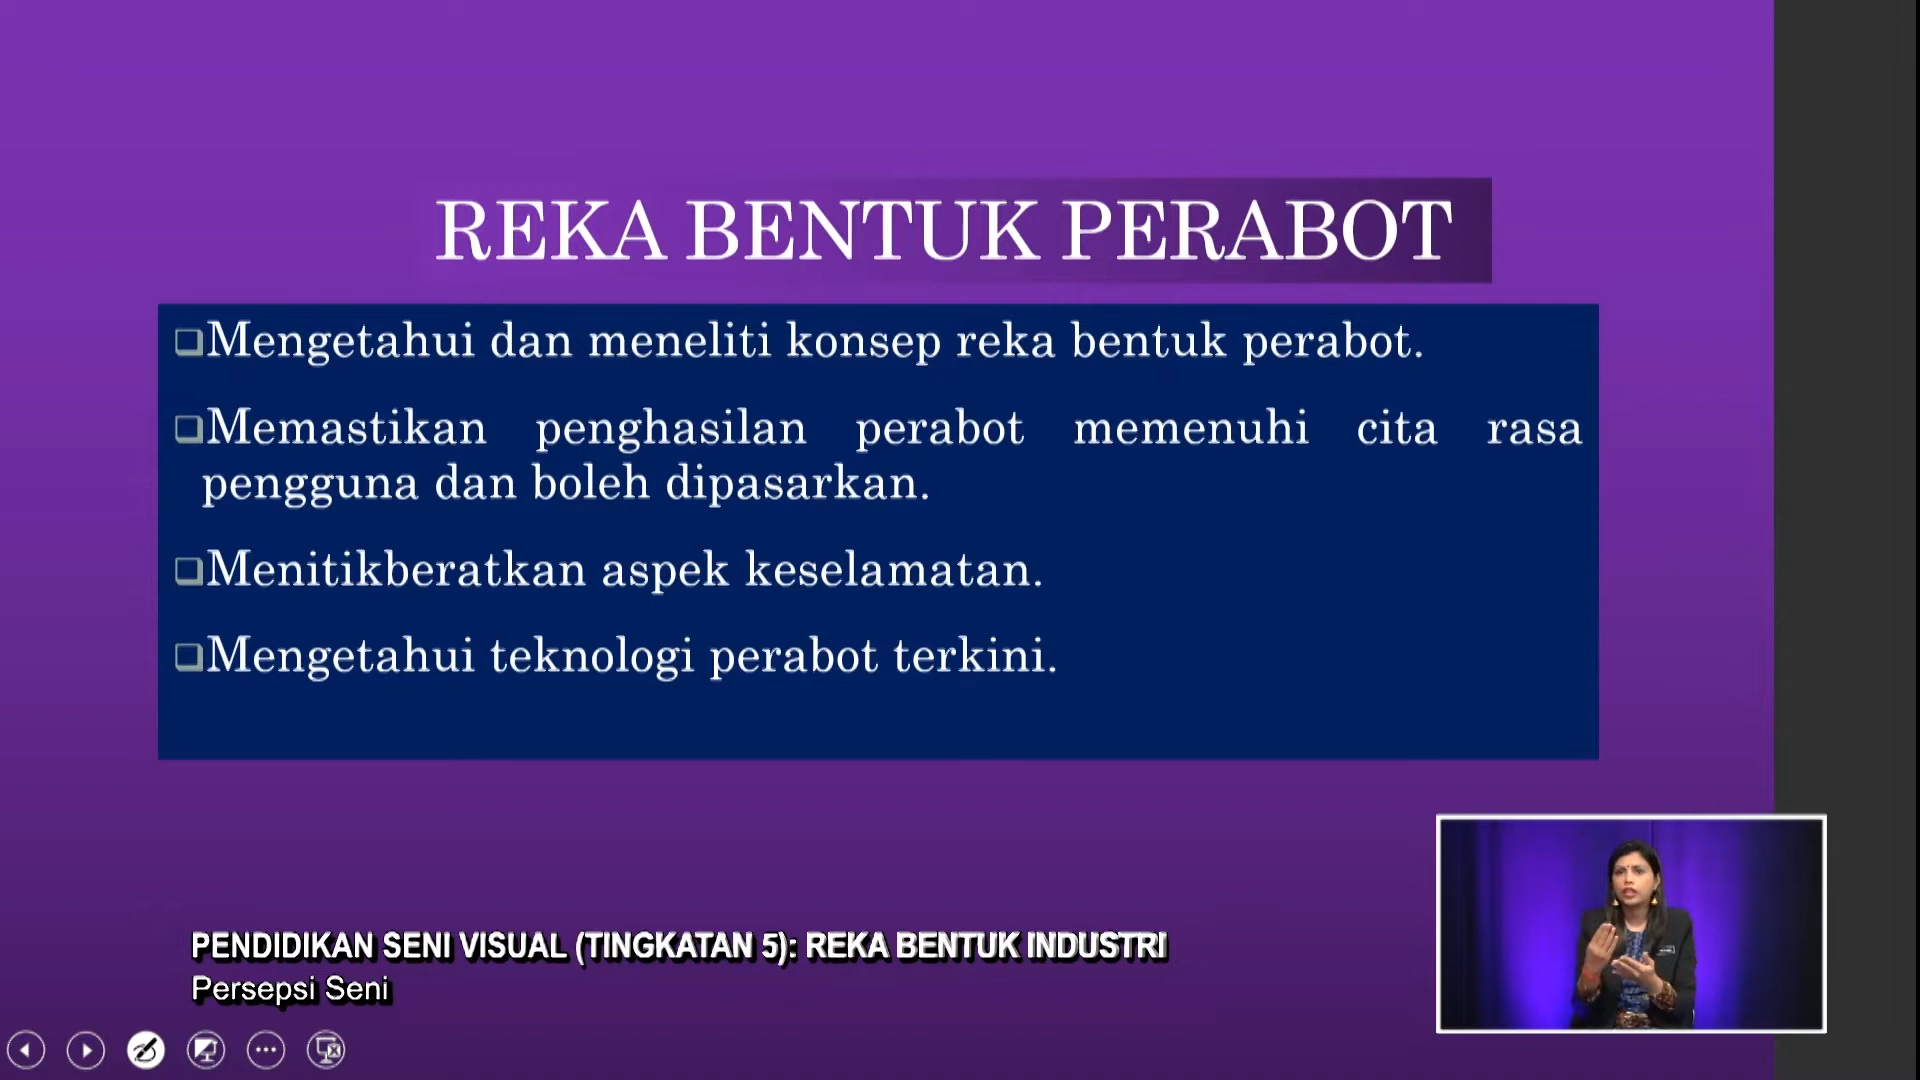 REKA BENTUK PERABOT
Mengetahui dan meneliti konsep reka bentuk perabot.
Memastikan penghasilan perabot memenuhi cita rasa
pengguna dan boleh dipasarkan.
Menitikberatkan aspek keselamatan.
Mengetahui teknologi perabot terkini.
PENDIDIKAN SENI VISUAL (TINGKATAN 5): REKA BENTUK INDUSTRI
Persepsi Seni